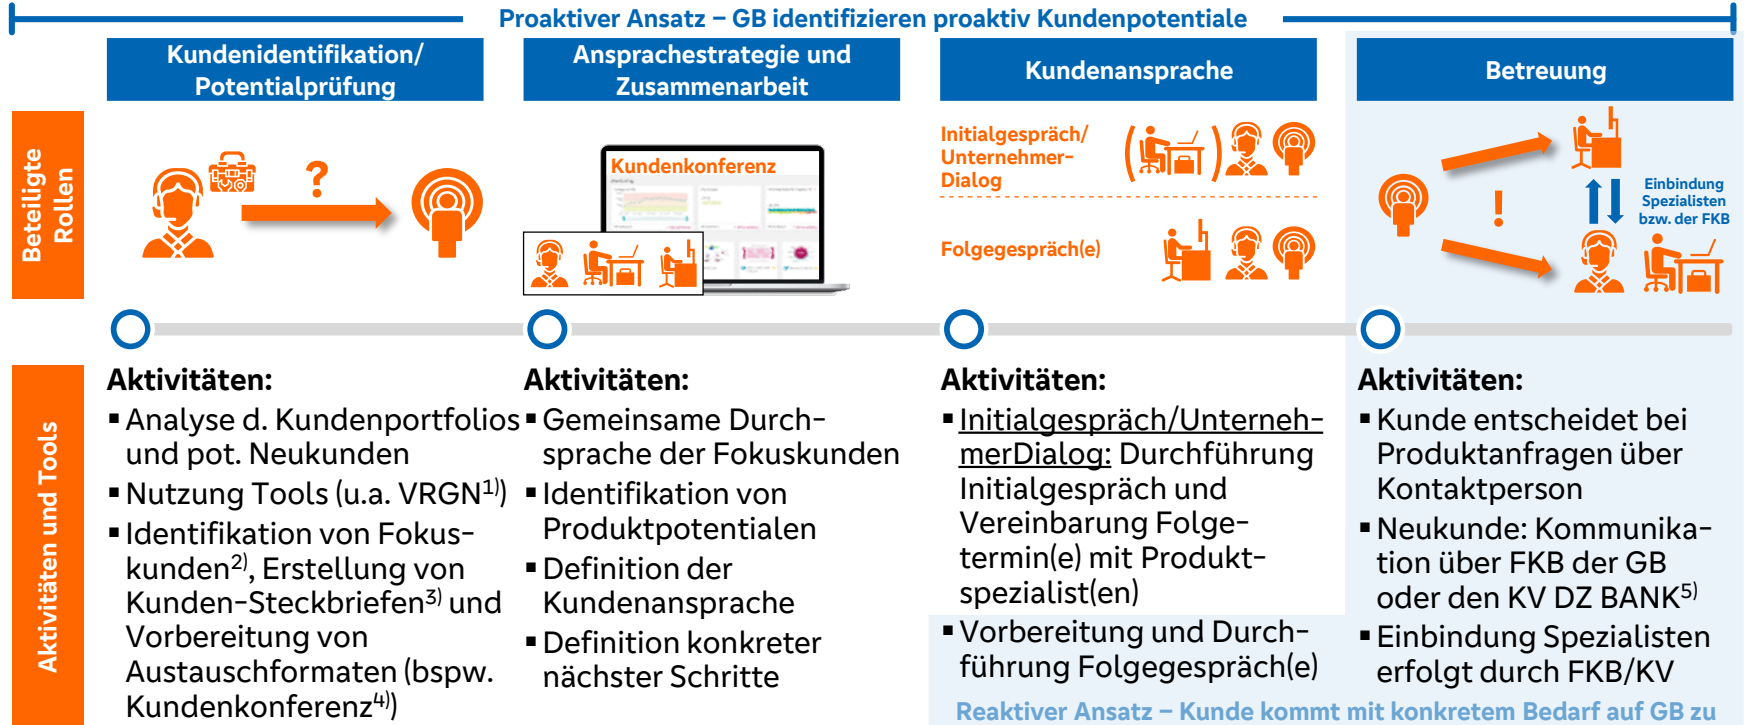 Proaktiver Ansatz – GB identifizieren proaktiv Kundenpotentiale
Kundenidentifikation/
Potentialprüfung
Ansprachestrategie und
Zusammenarbeit
Kundenansprache
Betreuung
Beteiligte
Rollen
?
Kundenkonferenz
Initialgespräch/
Unternehmer-
Dialog
Folgegespräch(e)
!
Einbindung
Spezialisten
bzw. der FKB
Aktivitäten und Tools
Aktivitäten:
▪ Analyse d. Kundenportfolios
und pot. Neukunden
▪ Nutzung Tools (u.a. VRGN1))
▪ Identifikation von Fokus-
kunden2), Erstellung von
Kunden-Steckbriefen3) und
Vorbereitung von
Austauschformaten (bspw.
Kundenkonferenz4))
Aktivitäten:
▪ Gemeinsame Durch-
sprache der Fokuskunden
▪ Identifikation von
Produktpotentialen
▪ Definition der
Kundenansprache
▪ Definition konkreter
nächster Schritte
Aktivitäten:
▪ Initialgespräch/Unterneh-
merDialog: Durchführung
Initialgespräch und
Vereinbarung Folge-
termin(e) mit Produkt-
spezialist(en)
▪ Vorbereitung und Durch-
führung Folgegespräch(e)
Aktivitäten:
▪ Kunde entscheidet bei
Produktanfragen über
Kontaktperson
▪ Neukunde: Kommunika-
tion über FKB der GB
oder den KV DZ BANK5)
▪ Einbindung Spezialisten
erfolgt durch FKB/KV
Reaktiver Ansatz – Kunde kommt mit konkretem Bedarf auf GB zu